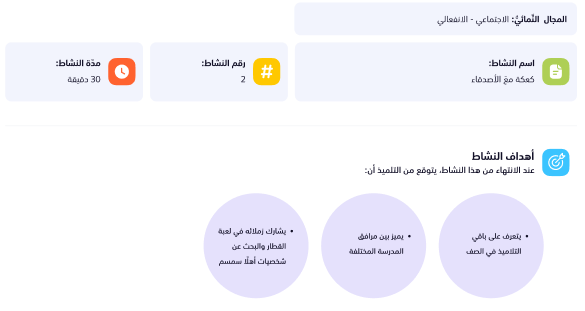 المجال النَّمائيُّ: الاجتماعي - الانفعالي
اسم النشاط:
كعكة معَ الأصدقاء
رقم النشاط:
2
مدّة النشاط:
30 دقيقة
أهداف النشاط
عند الانتهاء من هذا النشاط، يتوقع من التلميذ أن:
• يتعرف على باقي
التلاميذ في الصف
• يميز بين مرافق
المدرسة المختلفة
• يشارك زملائه في لعبة
القطار والبحث عن
شخصيات أهلًا سمسم